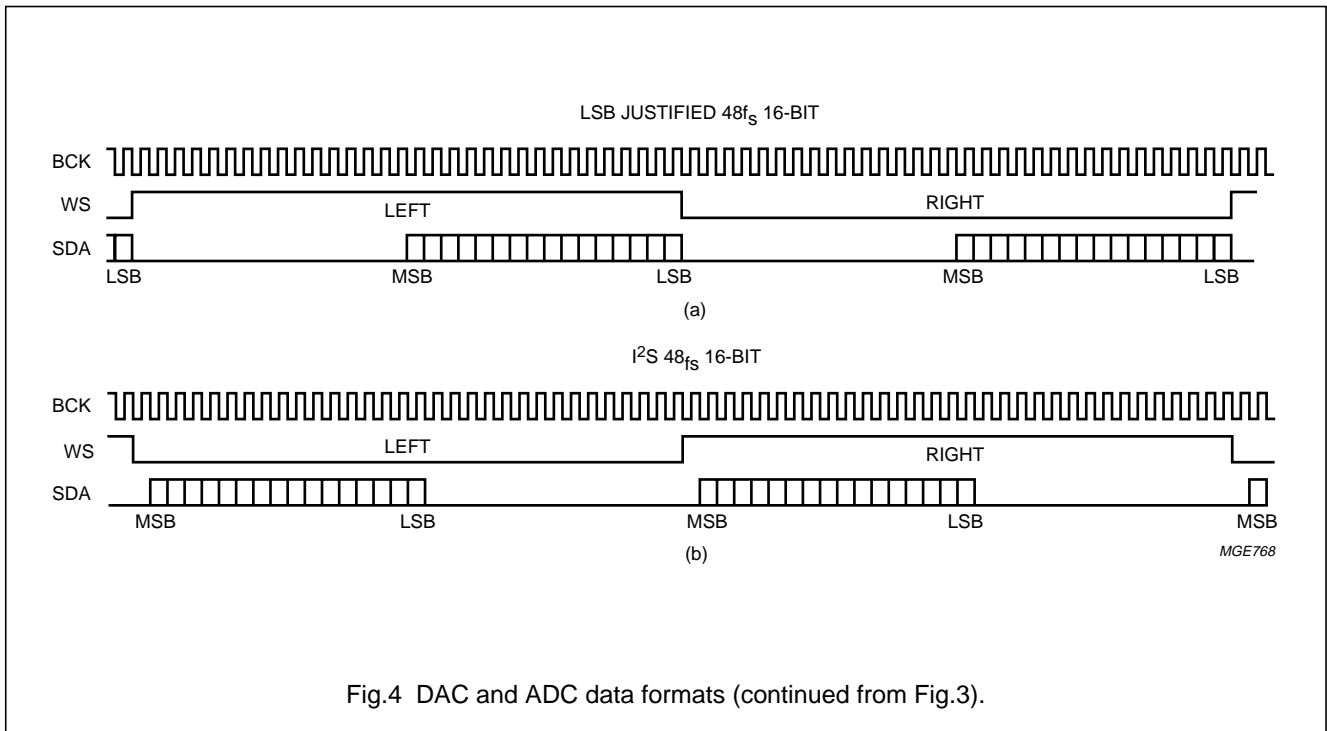 LSB JUSTIFIED 48fs 16-BIT
BCK
WS
LEFT
RIGHT
SDA
LSB
MSB
LSB
MSB
LSB
(a)
I2S 48fs 16-BIT
BCK
WS
LEFT
RIGHT
SDA
MSB
LSB
MSB
LSB
MSB
(b)
MGE768
Fig.4 DAC and ADC data formats (continued from Fig.3).